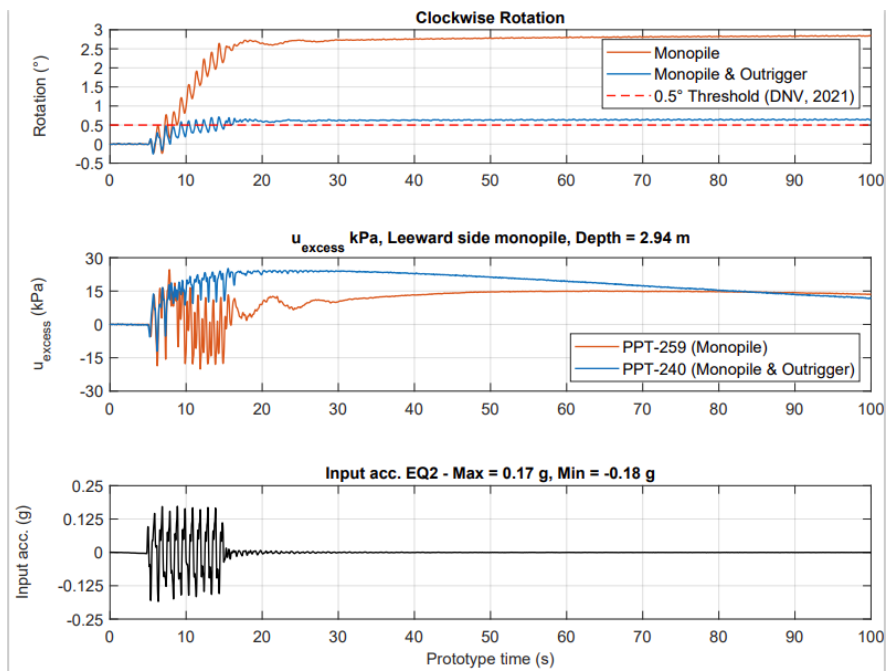 Clockwise Rotation
Rotation (°)
3
2.5
2
1.5
1
0.5
0
-0.5
Monopile
Monopile & Outrigger
0.5° Threshold (DNV, 2021)
0 10 20 30 40 50 60 70 80 90 100
u_excess kPa, Leeward side monopile, Depth = 2.94 m
u_excess (kPa)
30
15
0
-15
-30
PPT-259 (Monopile)
PPT-240 (Monopile & Outrigger)
0 10 20 30 40 50 60 70 80 90 100
Input acc. EQ2 - Max = 0.17 g, Min = -0.18 g
Input acc. (g)
0.25
0.125
0
-0.125
-0.25
0 10 20 30 40 50 60 70 80 90 100
Prototype time (s)